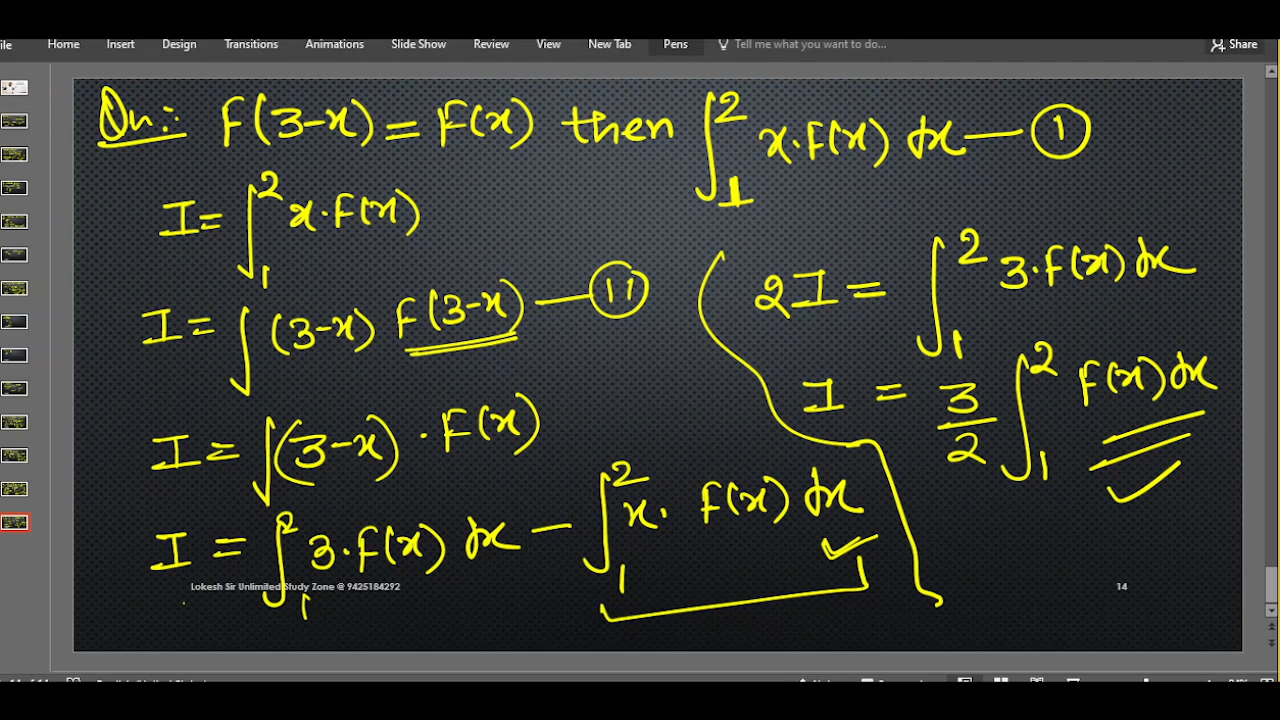 File Home Insert Design Transitions Animations Slide Show Review View New Tab Pens Tell me what you want to do... Share
Qn:- F(3-x) = F(x) then ∫₁² x·F(x) dx — ①
I = ∫₁² x·F(x)
I = ∫ (3-x) F(3-x) — (11)
I = ∫(3-x) · F(x)
I = ∫₁² 3·F(x) dx - ∫₁² x· F(x) dx ✓
2I = ∫₁² 3·F(x) dx
I = 3/2 ∫₁² F(x) dx ✓
Lokesh Sir Unlimited Study Zone @ 9425184292
14